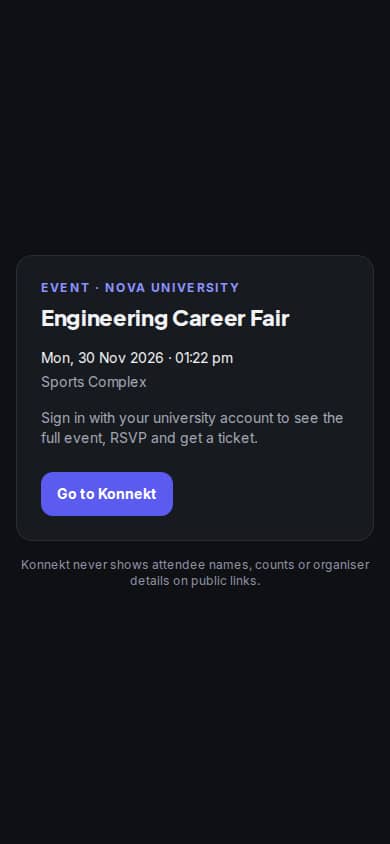 EVENT · NOVA UNIVERSITY
Engineering Career Fair
Mon, 30 Nov 2026 · 01:22 pm
Sports Complex
Sign in with your university account to see the
full event, RSVP and get a ticket.
Go to Konnekt
Konnekt never shows attendee names, counts or organiser
details on public links.